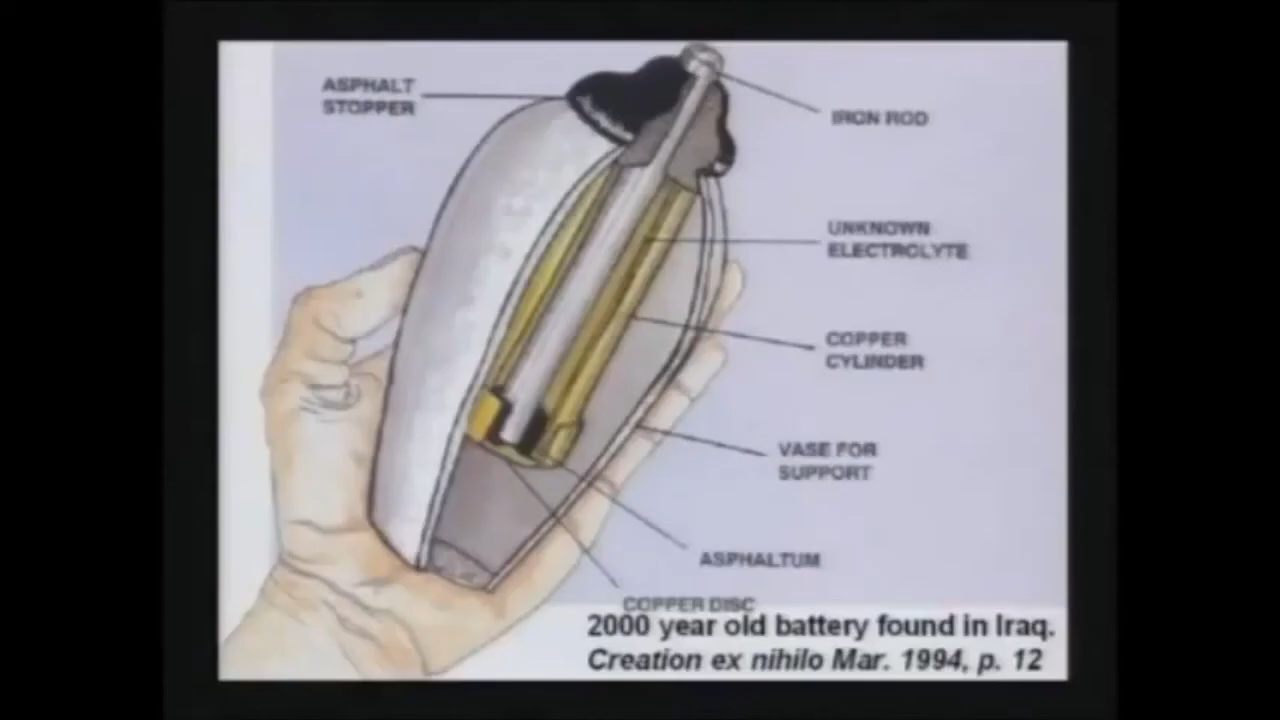 ASPHALT
STOPPER
IRON ROD
UNKNOWN
ELECTROLYTE
COPPER
CYLINDER
VASE FOR
SUPPORT
ASPHALTUM
COPPER DISC
2000 year old battery found in Iraq.
Creation ex nihilo Mar. 1994, p. 12